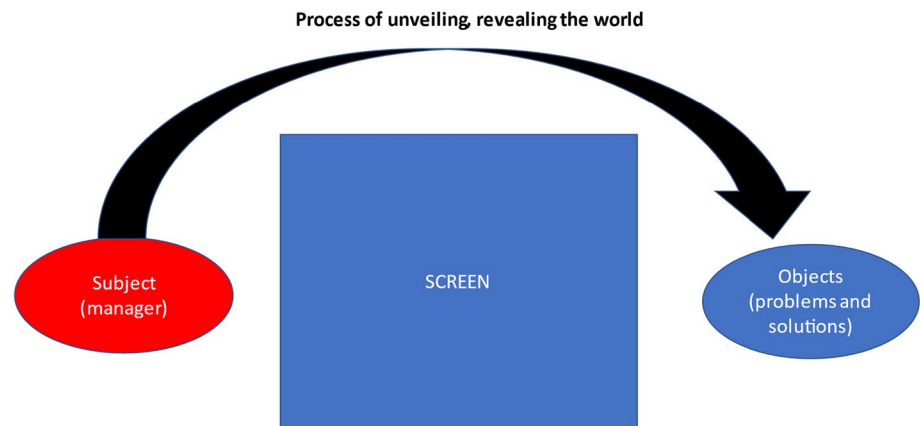 Process of unveiling, revealing the world
Subject
(manager)
SCREEN
Objects
(problems and
solutions)